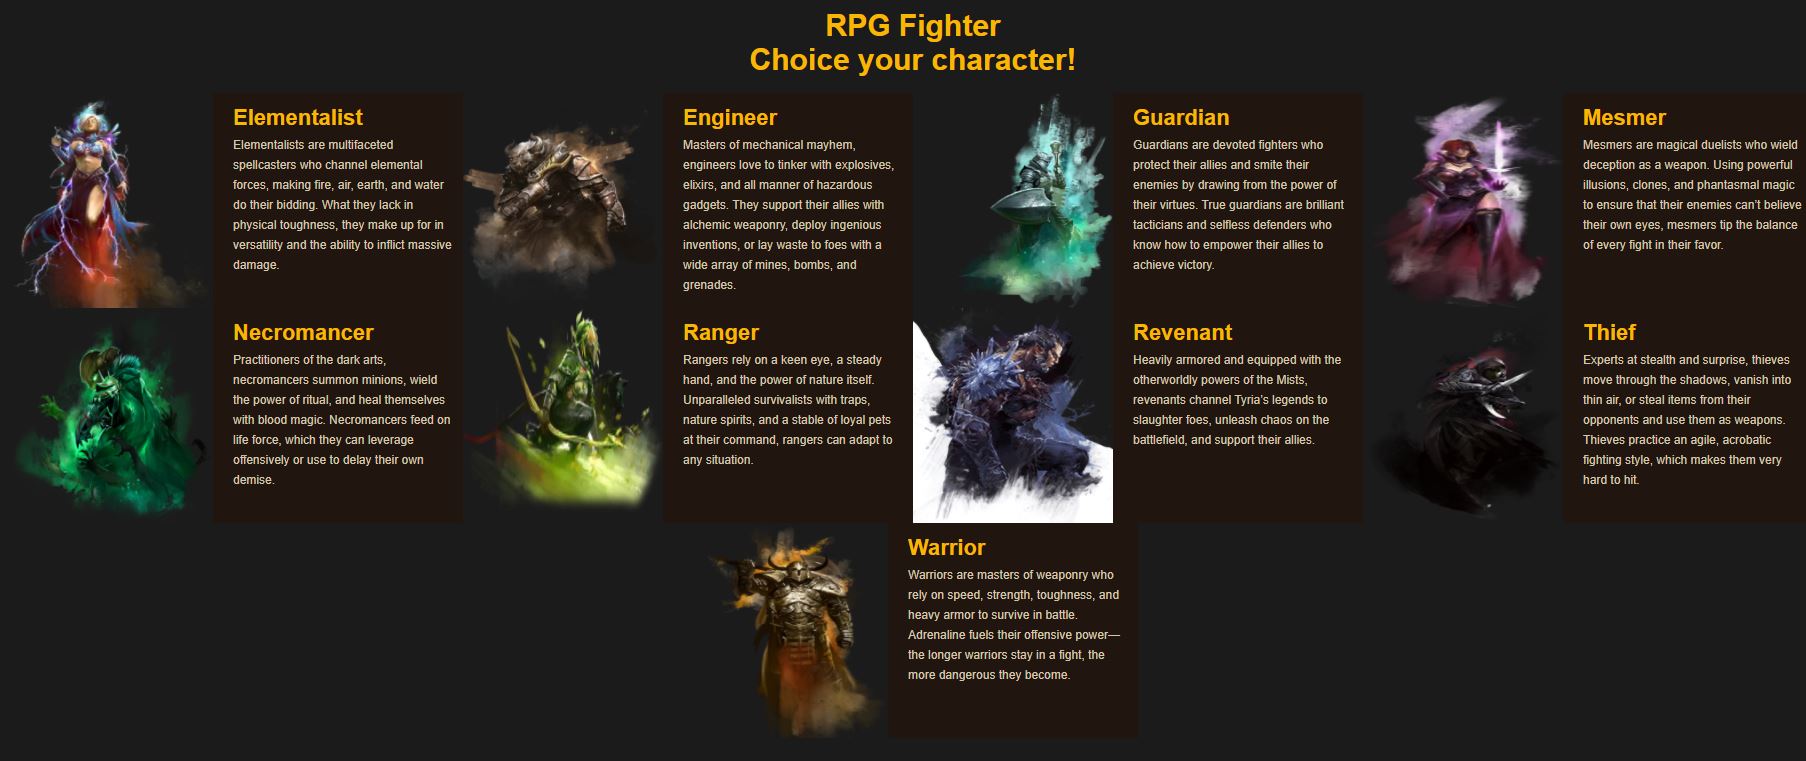 RPG Fighter
Choice your character!
Elementalist
Elementalists are multifaceted
spellcasters who channel elemental
forces, making fire, air, earth, and water
do their bidding. What they lack in
physical toughness, they make up for in
versatility and the ability to inflict massive
damage.
Engineer
Masters of mechanical mayhem,
engineers love to tinker with explosives,
elixirs, and all manner of hazardous
gadgets. They support their allies with
alchemic weaponry, deploy ingenious
inventions, or lay waste to foes with a
wide array of mines, bombs, and
grenades.
Guardian
Guardians are devoted fighters who
protect their allies and smite their
enemies by drawing from the power of
their virtues. True guardians are brilliant
tacticians and selfless defenders who
know how to empower their allies to
achieve victory.
Mesmer
Mesmers are magical duelists who wield
deception as a weapon. Using powerful
illusions, clones, and phantasmal magic
to ensure that their enemies can't believe
their own eyes, mesmers tip the balance
of every fight in their favor.
Necromancer
Practitioners of the dark arts,
necromancers summon minions, wield
the power of ritual, and heal themselves
with blood magic. Necromancers feed on
life force, which they can leverage
offensively or use to delay their own
demise.
Ranger
Rangers rely on a keen eye, a steady
hand, and the power of nature itself.
Unparalleled survivalists with traps,
nature spirits, and a stable of loyal pets
at their command, rangers can adapt to
any situation.
Revenant
Heavily armored and equipped with the
otherworldly powers of the Mists,
revenants channel Tyria's legends to
slaughter foes, unleash chaos on the
battlefield, and support their allies.
Thief
Experts at stealth and surprise, thieves
move through the shadows, vanish into
thin air, or steal items from their
opponents and use them as weapons.
Thieves practice an agile, acrobatic
fighting style, which makes them very
hard to hit.
Warrior
Warriors are masters of weaponry who
rely on speed, strength, toughness, and
heavy armor to survive in battle.
Adrenaline fuels their offensive power—
the longer warriors stay in a fight, the
more dangerous they become.